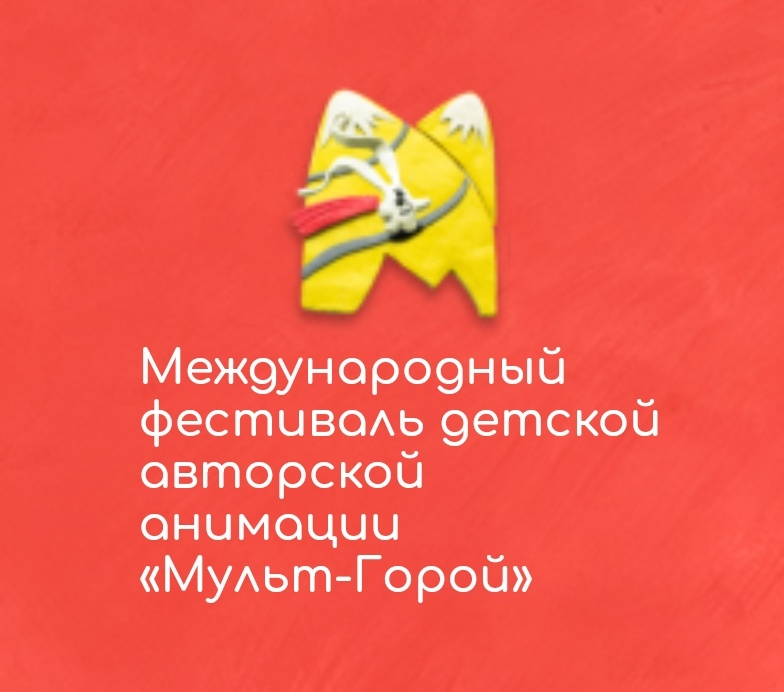 Международный
фестиваль детской
авторской
анимации
«Мульт-Горой»